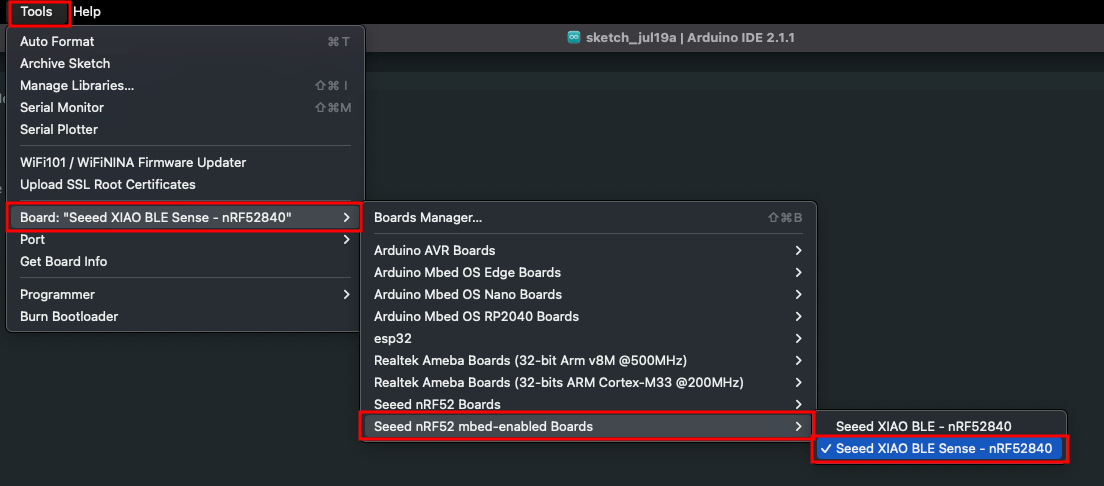 Tools Help
sketch_jul19a | Arduino IDE 2.1.1
Auto Format ⌘ T
Archive Sketch
Manage Libraries... ⇧⌘ I
Serial Monitor ⇧⌘M
Serial Plotter
WiFi101 / WiFiNINA Firmware Updater
Upload SSL Root Certificates
Board: "Seeed XIAO BLE Sense - nRF52840"
Port
Get Board Info
Programmer
Burn Bootloader
Boards Manager... ⇧⌘B
Arduino AVR Boards
Arduino Mbed OS Edge Boards
Arduino Mbed OS Nano Boards
Arduino Mbed OS RP2040 Boards
esp32
Realtek Ameba Boards (32-bit Arm v8M @500MHz)
Realtek Ameba Boards (32-bits ARM Cortex-M33 @200MHz)
Seeed nRF52 Boards
Seeed nRF52 mbed-enabled Boards
Seeed XIAO BLE - nRF52840
✓ Seeed XIAO BLE Sense - nRF52840